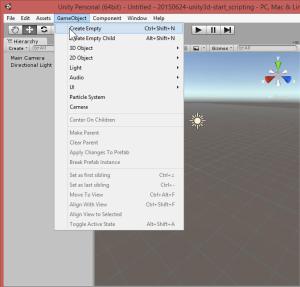 Unity Personal (64bit) - Untitled - 20150624-unity3d-start_scripting - PC, Mac & Li
File Edit Assets GameObject Component Window Help
Hierarchy
Create
All
Main Camera
Directional Light
Create Empty Ctrl+Shift+N
Create Empty Child Alt+Shift+N
3D Object
2D Object
Light
Audio
UI
Particle System
Camera
Center On Children
Make Parent
Clear Parent
Apply Changes To Prefab
Break Prefab Instance
Set as first sibling Ctrl+=
Set as last sibling Ctrl+-
Move To View Ctrl+Alt+F
Align With View Ctrl+Shift+F
Align View to Selected
Toggle Active State Alt+Shift+A
Gizmos
All